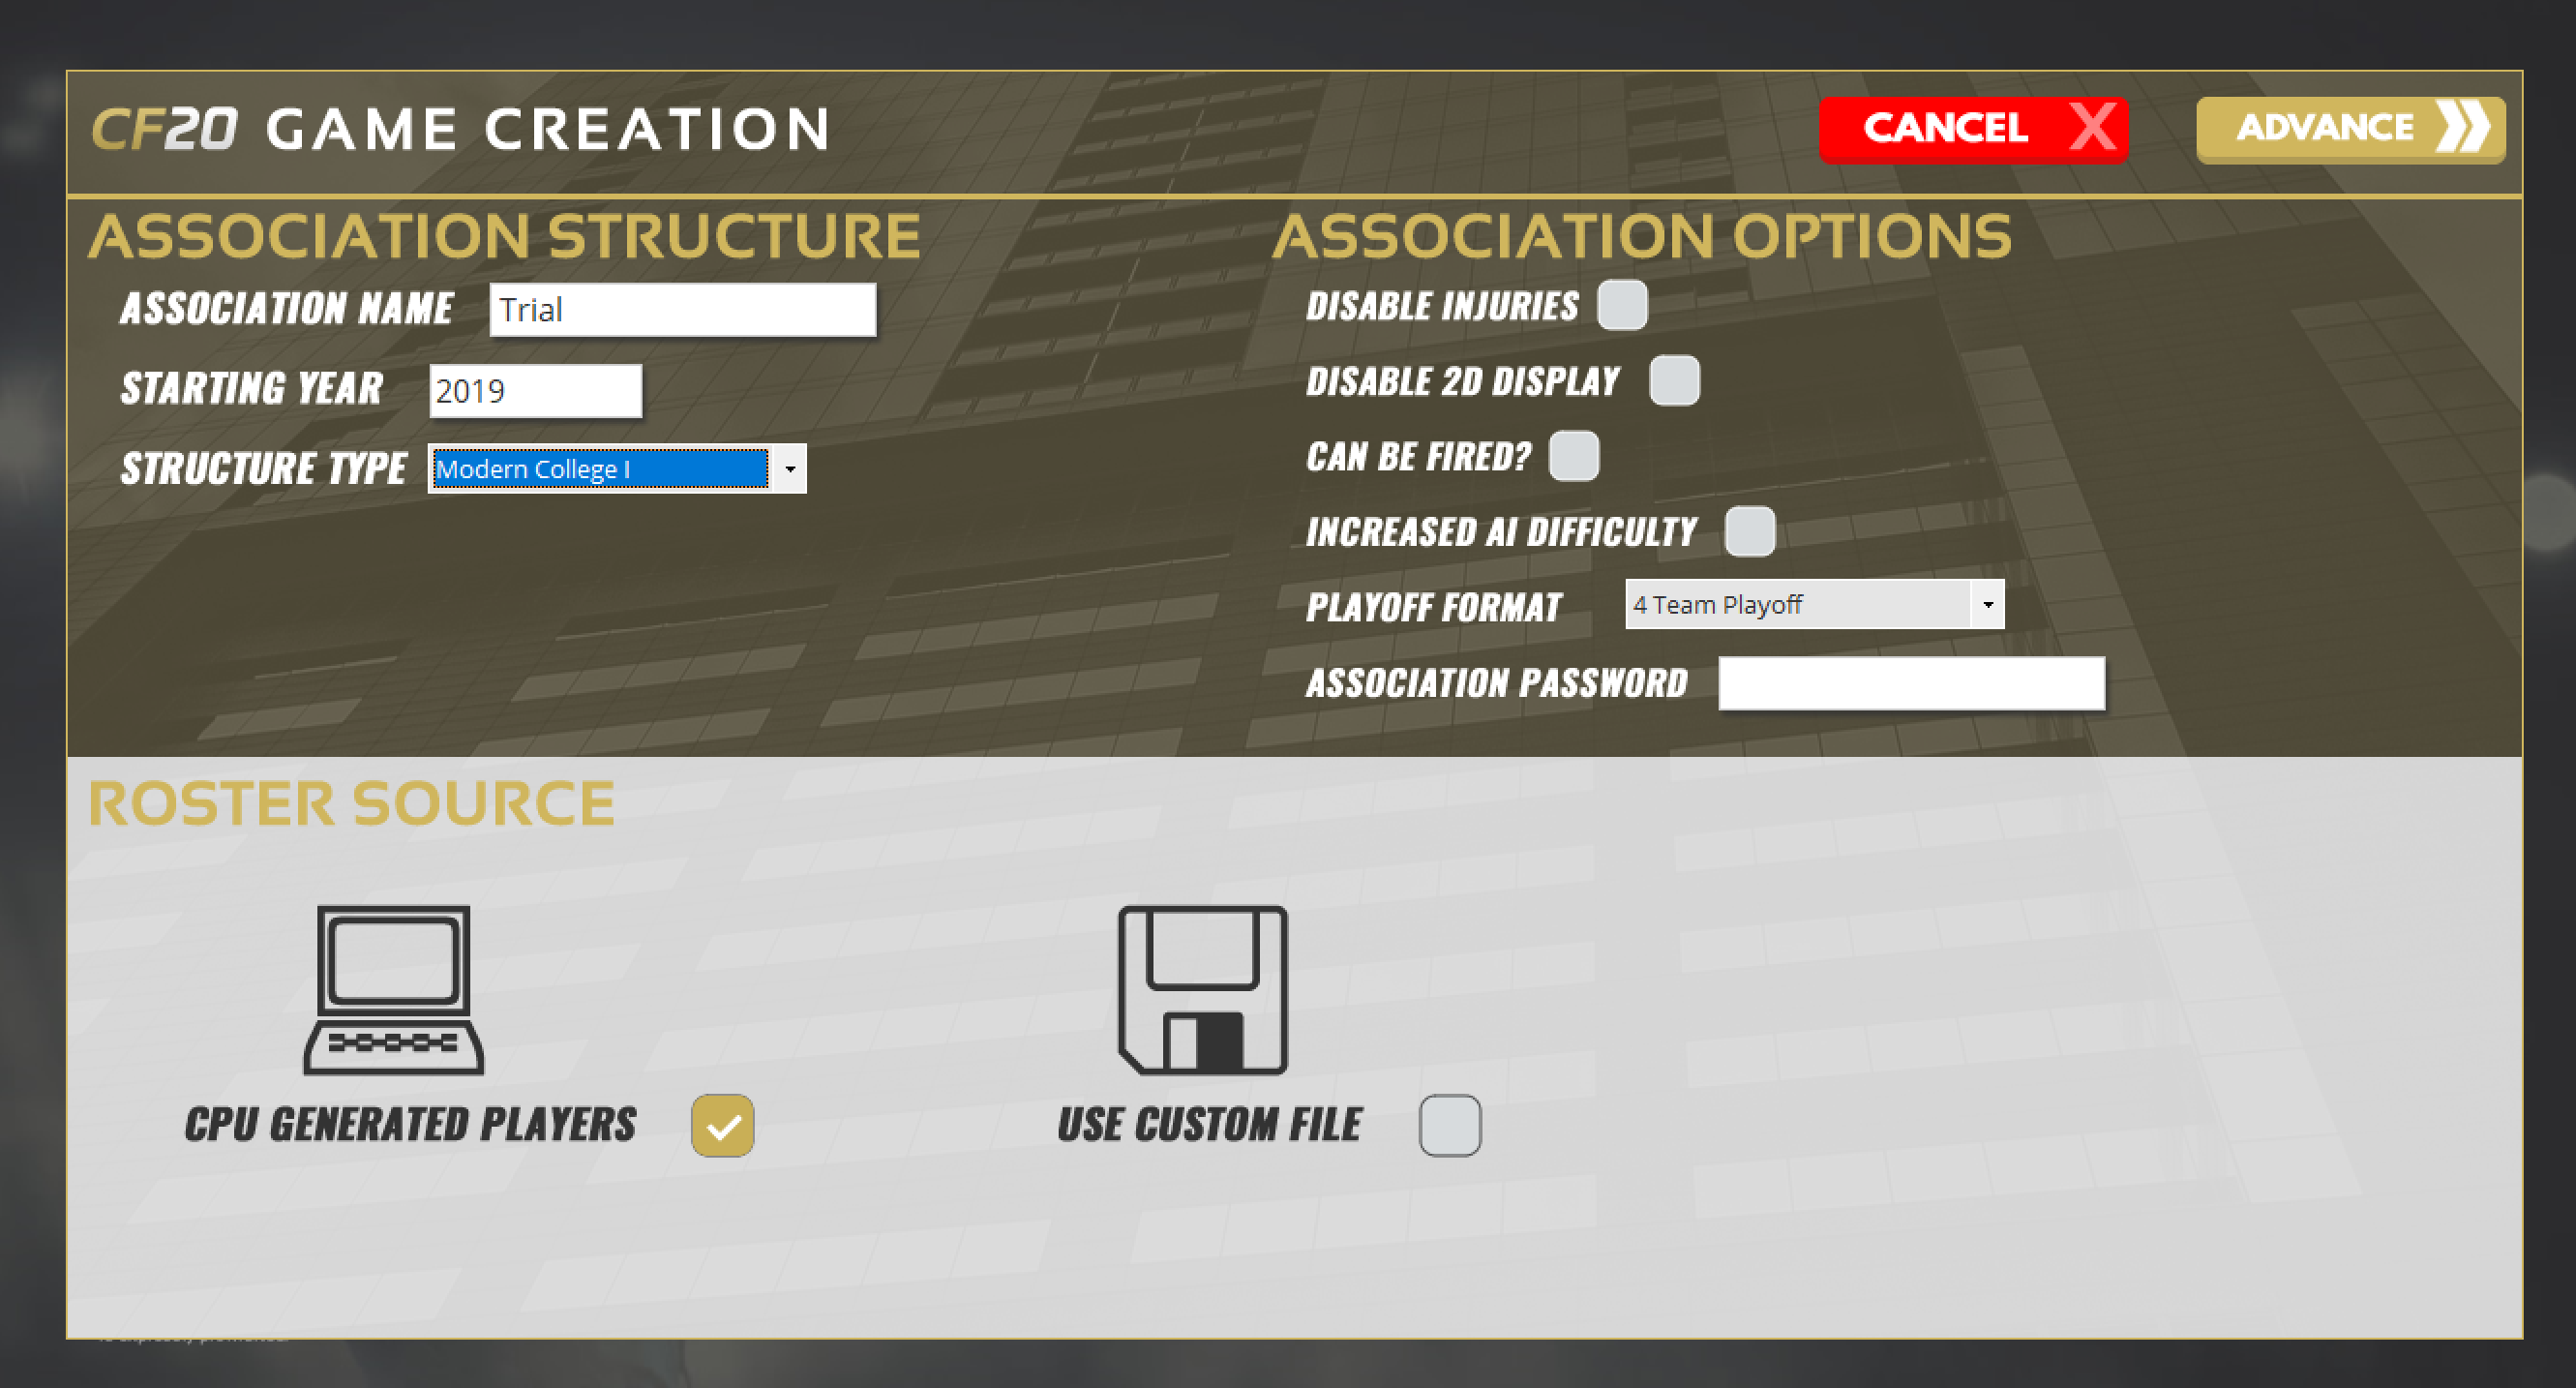 CF20 GAME CREATION
CANCEL X
ADVANCE
ASSOCIATION STRUCTURE
ASSOCIATION NAME Trial
STARTING YEAR 2019
STRUCTURE TYPE Modern College I
ASSOCIATION OPTIONS
DISABLE INJURIES
DISABLE 2D DISPLAY
CAN BE FIRED?
INCREASED AI DIFFICULTY
PLAYOFF FORMAT 4 Team Playoff
ASSOCIATION PASSWORD
ROSTER SOURCE
CPU GENERATED PLAYERS
USE CUSTOM FILE